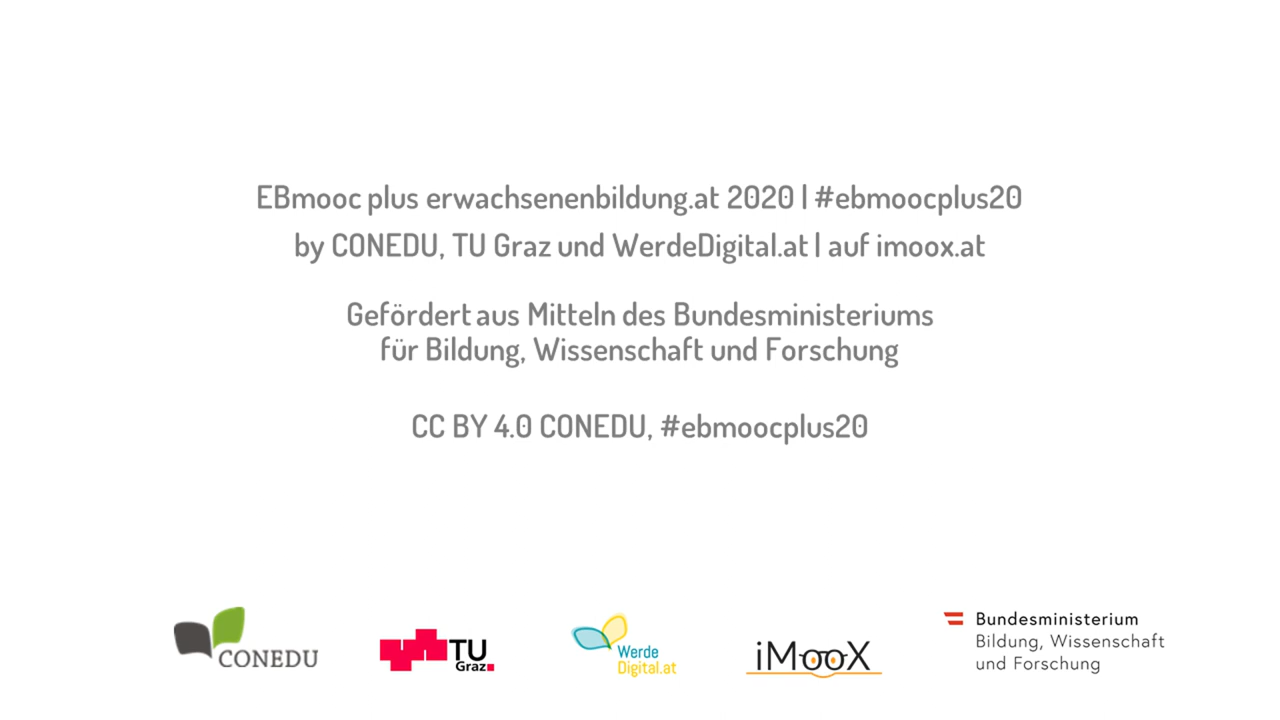 EBmooc plus erwachsenenbildung.at 2020 | #ebmoocplus20
by CONEDU, TU Graz und WerdeDigital.at | auf imoox.at
Gefördert aus Mitteln des Bundesministeriums
für Bildung, Wissenschaft und Forschung
CC BY 4.0 CONEDU, #ebmoocplus20
CONEDU
TU
Graz
Werde
Digital.at
iMooX
Bundesministerium
Bildung, Wissenschaft
und Forschung